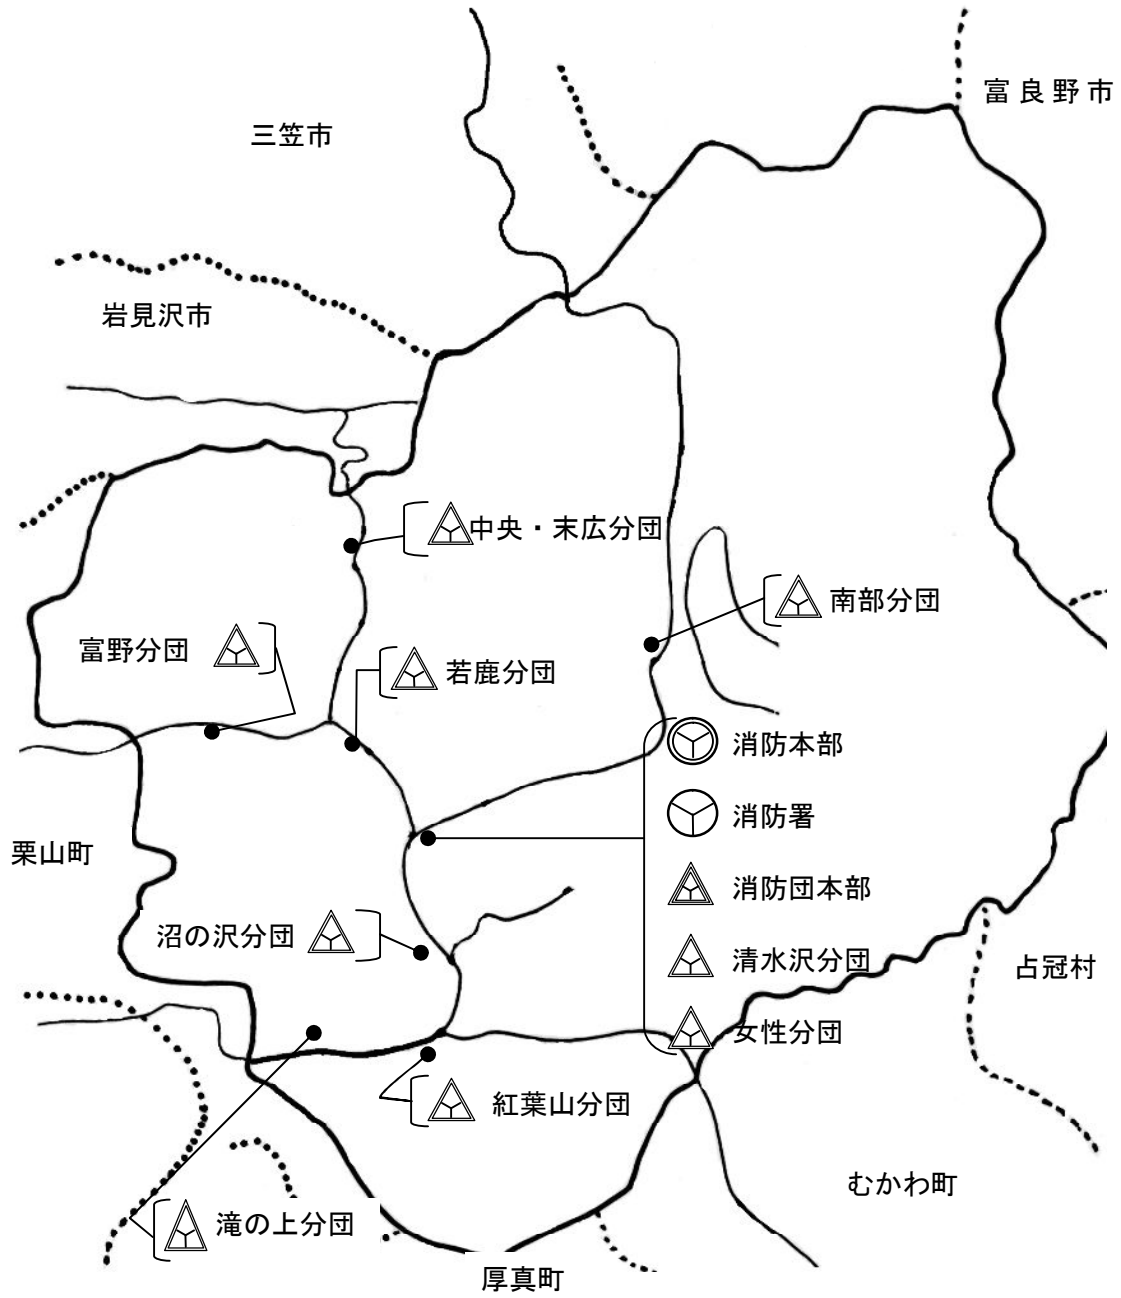 富良野市
三笠市
岩見沢市
中央・末広分団
南部分団
富野分団
若鹿分団
消防本部
消防署
栗山町
消防団本部
沼の沢分団
清水沢分団
占冠村
女性分団
紅葉山分団
むかわ町
滝の上分団
厚真町